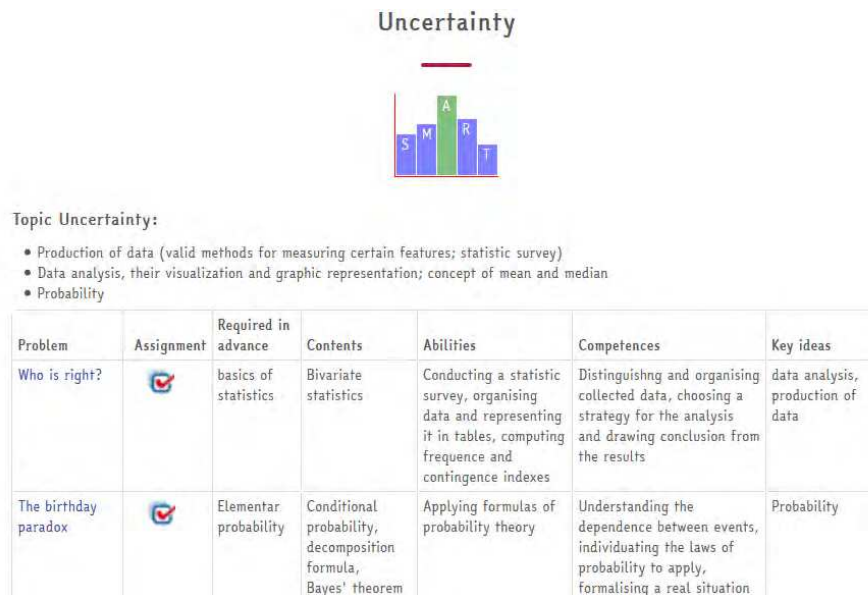 Uncertainty
S M A R T
Topic Uncertainty:
• Production of data (valid methods for measuring certain features; statistic survey)
• Data analysis, their visualization and graphic representation; concept of mean and median
• Probability
Problem
Assignment
Required in
advance
Contents
Abilities
Competences
Key ideas
Who is right?
basics of
statistics
Bivariate
statistics
Conducting a statistic
survey, organising
data and representing
it in tables, computing
frequence and
contingence indexes
Distinguishng and organising
collected data, choosing a
strategy for the analysis
and drawing conclusion from
the results
data analysis,
production of
data
The birthday
paradox
Elementar
probability
Conditional
probability,
decomposition
formula,
Bayes' theorem
Applying formulas of
probability theory
Understanding the
dependence between events,
individuating the laws of
probability to apply,
formalising a real situation
Probability